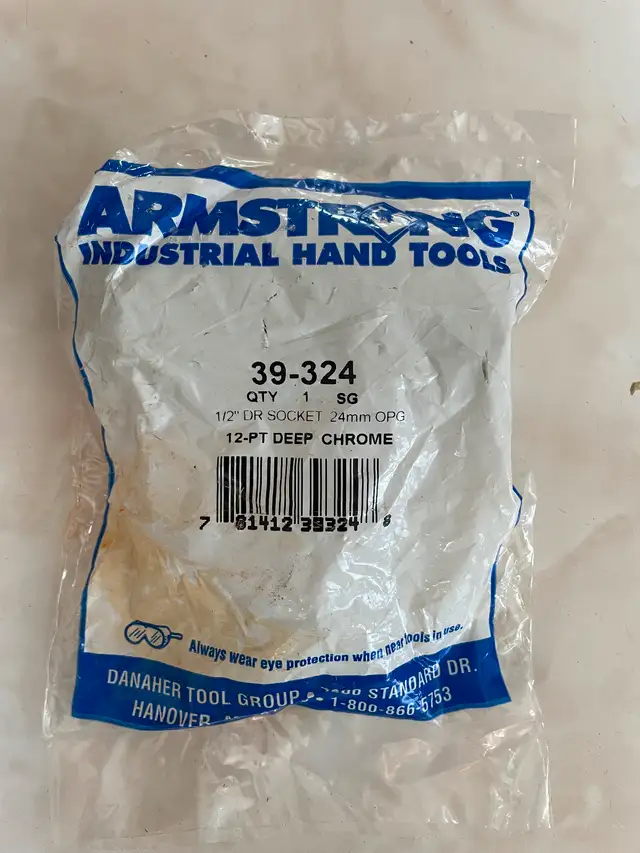 ARMSTRONG
INDUSTRIAL HAND TOOLS
39-324
QTY 1 SG
1/2" DR SOCKET 24mm OPG
12-PT DEEP CHROME
7 81412 39324 8
Always wear eye protection when near tools in use.
DANAHER TOOL GROUP • STANDARD DR.
HANOVER • 1-800-866-5753